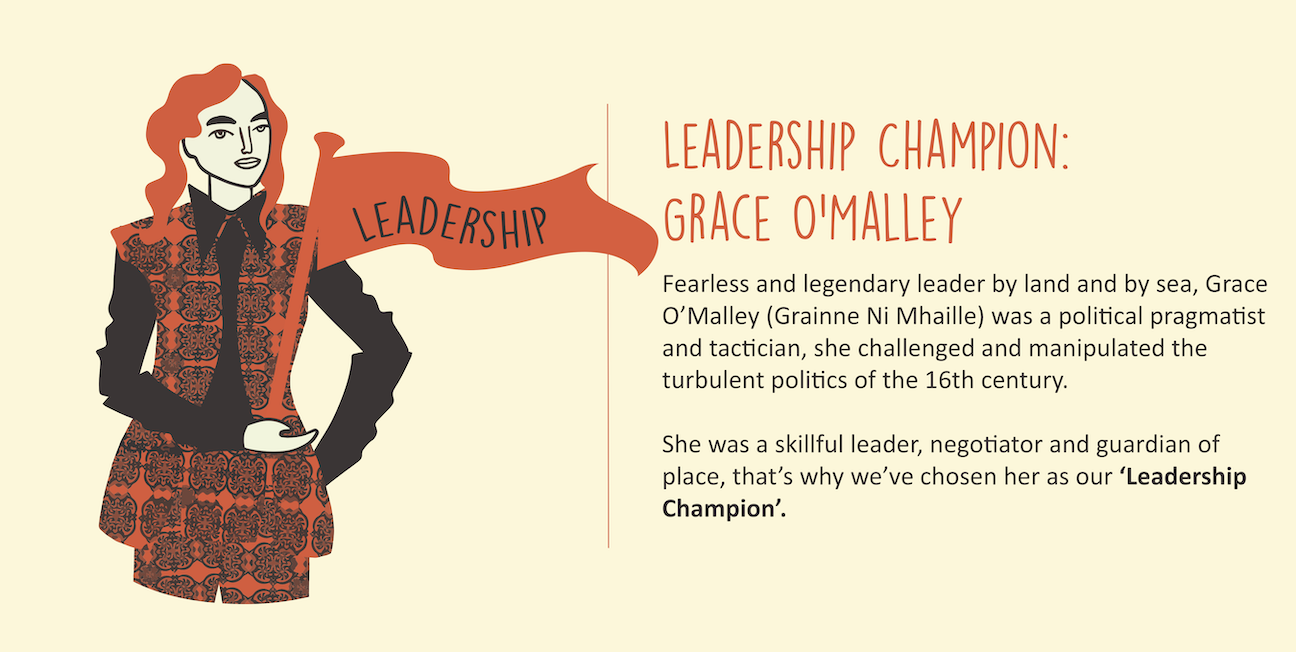 LEADERSHIP
LEADERSHIP CHAMPION:
GRACE O'MALLEY
Fearless and legendary leader by land and by sea, Grace
O’Malley (Grainne Ni Mhaille) was a political pragmatist
and tactician, she challenged and manipulated the
turbulent politics of the 16th century.
She was a skillful leader, negotiator and guardian of
place, that’s why we’ve chosen her as our ‘Leadership
Champion’.